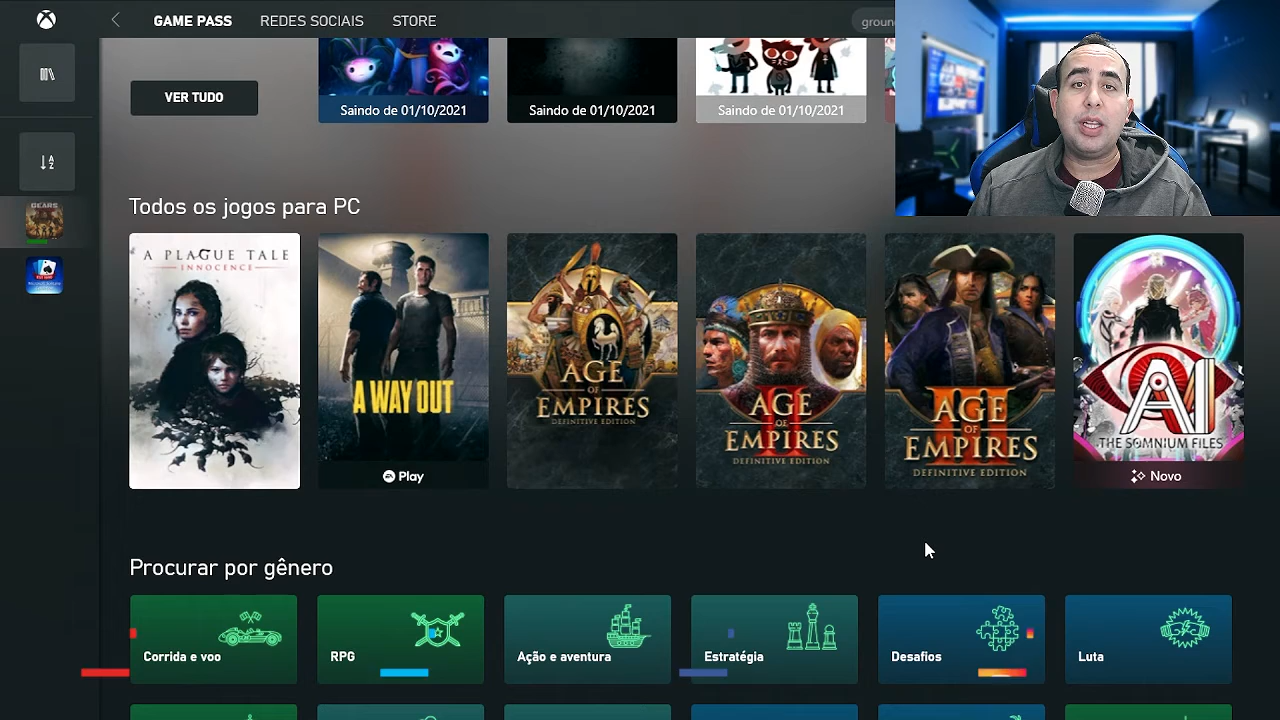 GAME PASS
REDES SOCIAIS
STORE
groun
VER TUDO
Saindo de 01/10/2021
Saindo de 01/10/2021
Saindo de 01/10/2021
Todos os jogos para PC
A PLAGUE TALE
INNOCENCE
A WAY OUT
Play
AGE
OF
EMPIRES
DEFINITIVE EDITION
AGE
II
OF
EMPIRES
DEFINITIVE EDITION
AGE
III
OF
EMPIRES
DEFINITIVE EDITION
AI
THE SOMNIUM FILES
Novo
Procurar por gênero
Corrida e voo
RPG
Ação e aventura
Estratégia
Desafios
Luta